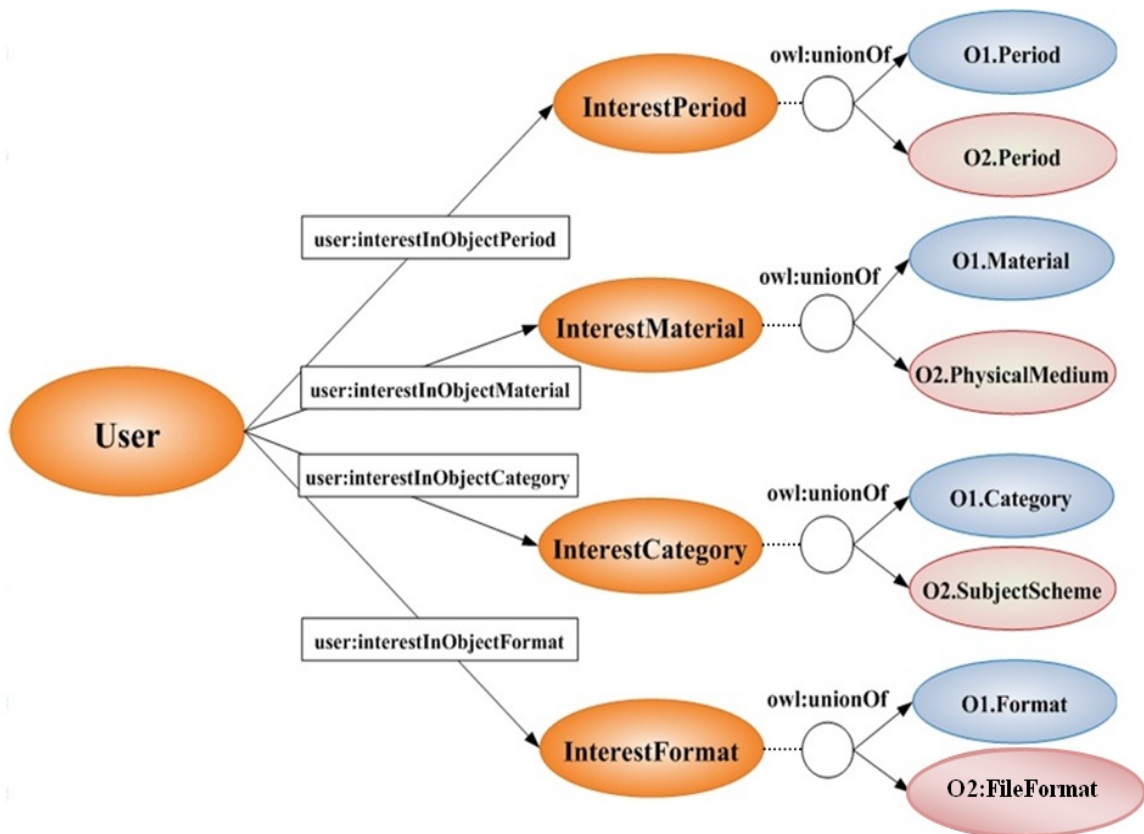 owl:unionOf
O1.Period
InterestPeriod
O2.Period
user:interestInObjectPeriod
O1.Material
owl:unionOf
InterestMaterial
O2.PhysicalMedium
user:interestInObjectMaterial
User
user:interestInObjectCategory
owl:unionOf
O1.Category
InterestCategory
O2.SubjectScheme
user:interestInObjectFormat
owl:unionOf
O1.Format
InterestFormat
O2:FileFormat